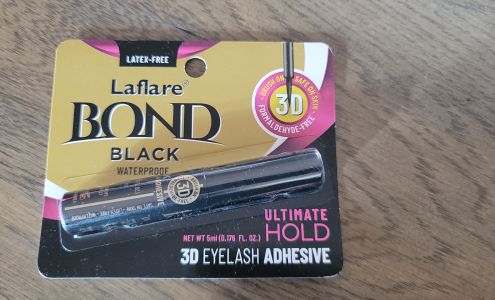 LATEX-FREE
Laflare®
BOND
BLACK
WATERPROOF
BRUSH ON • SAFE ON SKIN
3D
FORMALDEHYDE-FREE
3D
ULTIMATE
HOLD
NET WT 5ml (0.176 FL. OZ.)
3D EYELASH ADHESIVE